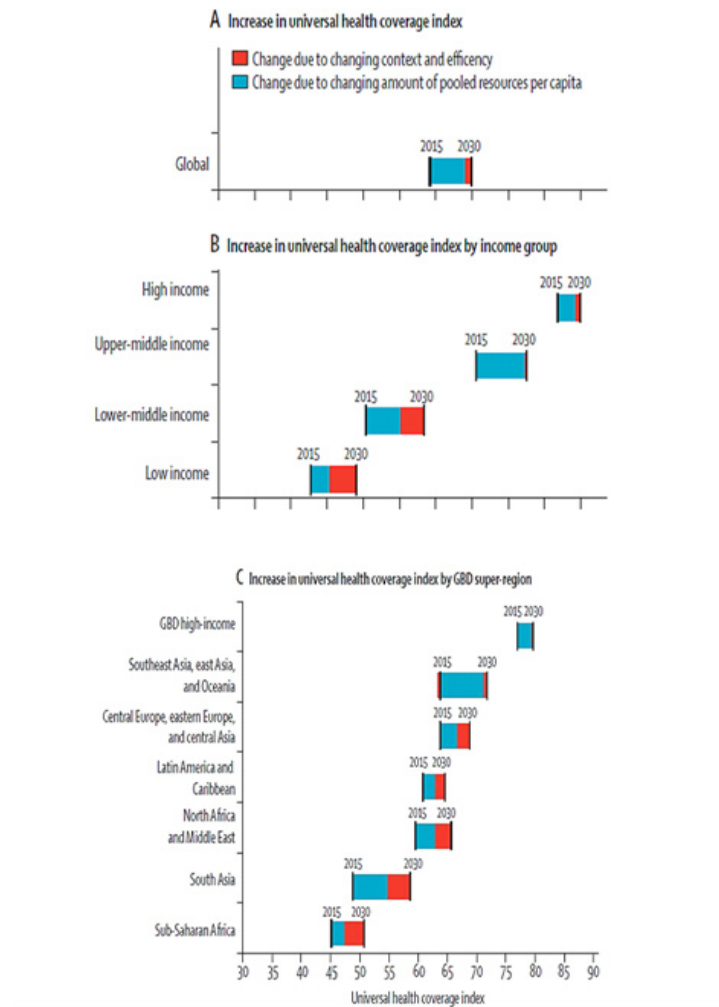 A Increase in universal health coverage index
Change due to changing context and efficency
Change due to changing amount of pooled resources per capita
2015 2030
Global
B Increase in universal health coverage index by income group
2015 2030
High income
2015 2030
Upper-middle income
2015 2030
Lower-middle income
2015 2030
Low income
C Increase in universal health coverage index by GBD super-region
2015 2030
GBD high-income
2015 2030
Southeast Asia, east Asia,
and Oceania
2015 2030
Central Europe, eastern Europe,
and central Asia
2015 2030
Latin America and
Caribbean
2015 2030
North Africa
and Middle East
2015 2030
South Asia
2015 2030
Sub-Saharan Africa
30 35 40 45 50 55 60 65 70 75 80 85 90
Universal health coverage index